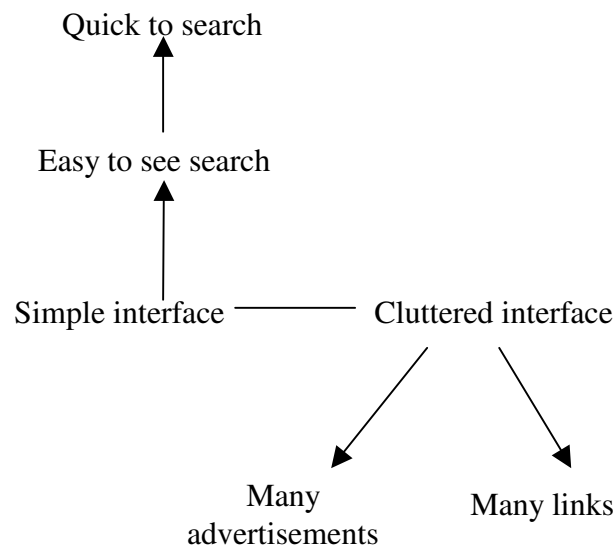 Quick to search
Easy to see search
Simple interface
Cluttered interface
Many
advertisements
Many links